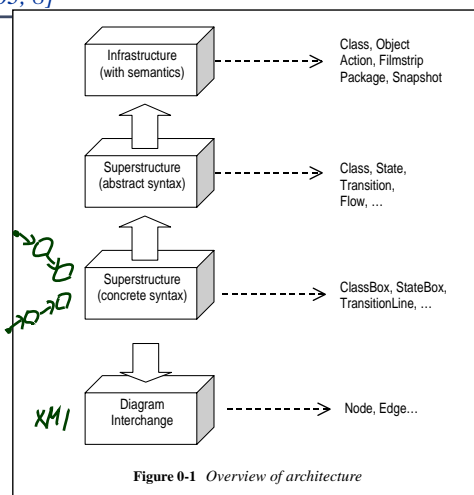 Infrastructure
(with semantics)
Class, Object
Action, Filmstrip
Package, Snapshot
Superstructure
(abstract syntax)
Class, State,
Transition,
Flow, ...
Superstructure
(concrete syntax)
ClassBox, StateBox,
TransitionLine, ...
XMI
Diagram
Interchange
Node, Edge...
Figure 0-1 Overview of architecture